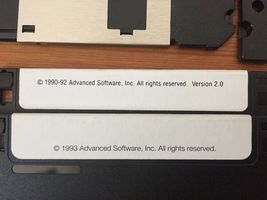 © 1990-92 Advanced Software, Inc. All rights reserved. Version 2.0
© 1993 Advanced Software, Inc. All rights reserved.